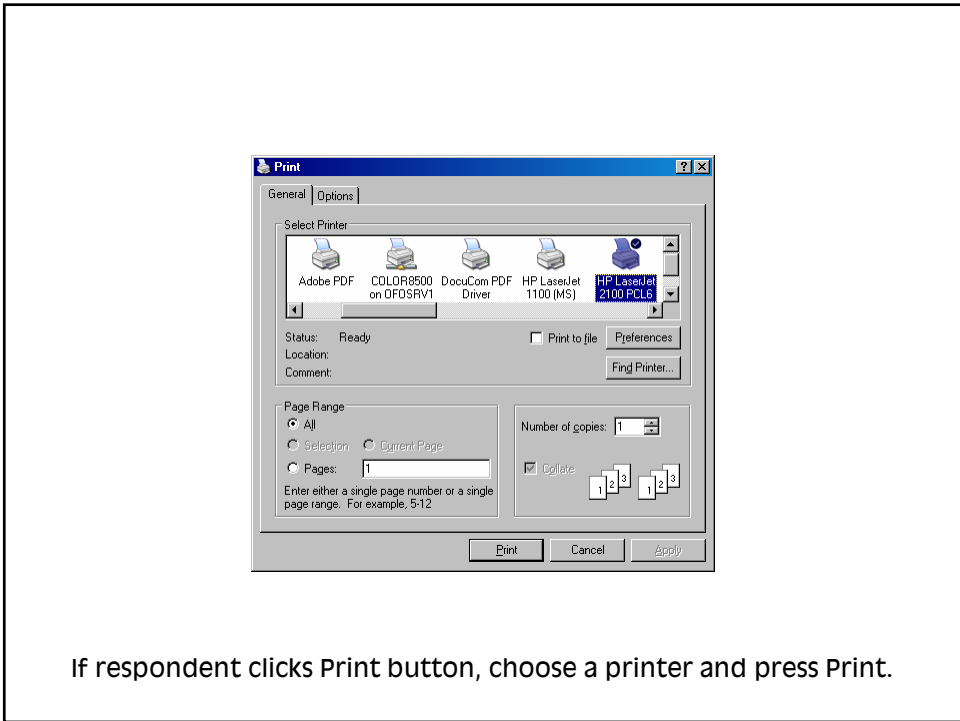 Print
General Options
Select Printer
Adobe PDF
COLOR8500 on OFOSRV1
DocuCom PDF Driver
HP LaserJet 1100 (MS)
HP LaserJet 2100 PCL6
Status: Ready
Location:
Comment:
Print to file
Preferences
Find Printer...
Page Range
All
Selection Current Page
Pages: 1
Enter either a single page number or a single
page range. For example, 5-12
Number of copies: 1
Collate
1 2 3 1 2 3
Print Cancel Apply
If respondent clicks Print button, choose a printer and press Print.